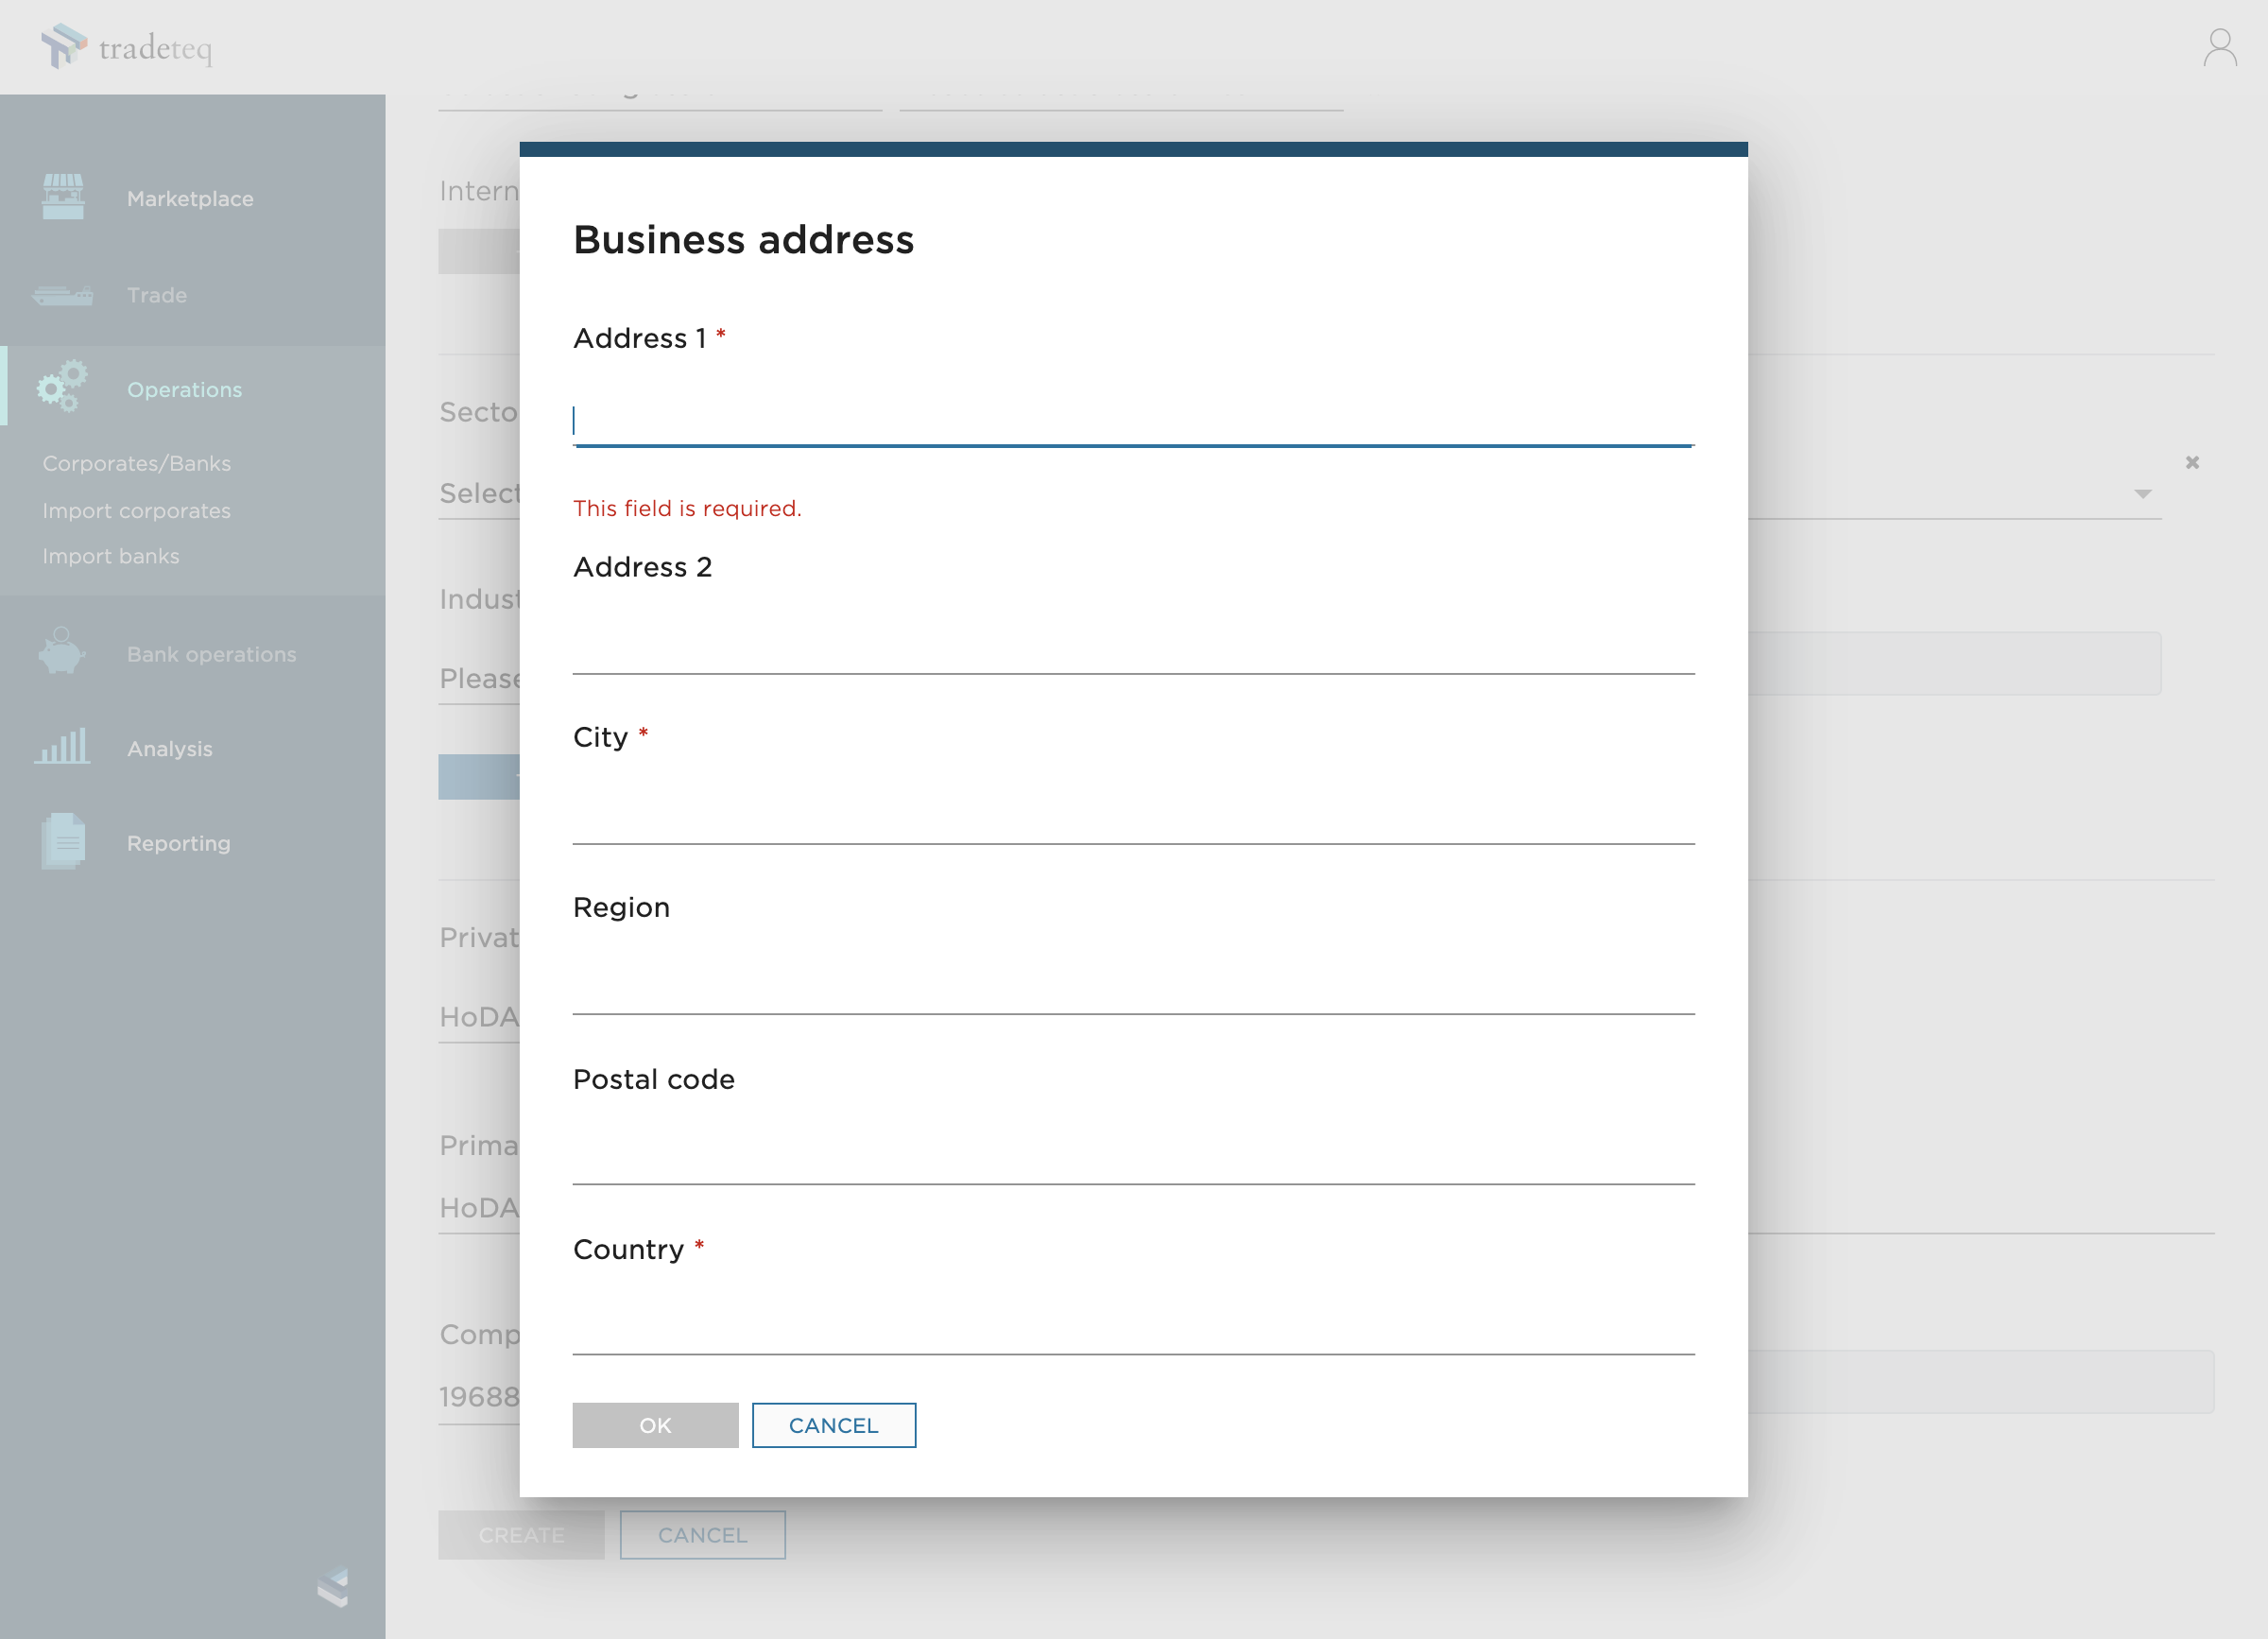 tradeteq
Marketplace
Trade
Operations
Corporates/Banks
Import corporates
Import banks
Bank operations
Analysis
Reporting
Intern
Secto
Select
Indust
Please
Privat
HoDA
Prima
HoDA
Comp
19688
CREATE
CANCEL
Business address
Address 1 *
This field is required.
Address 2
City *
Region
Postal code
Country *
OK
CANCEL